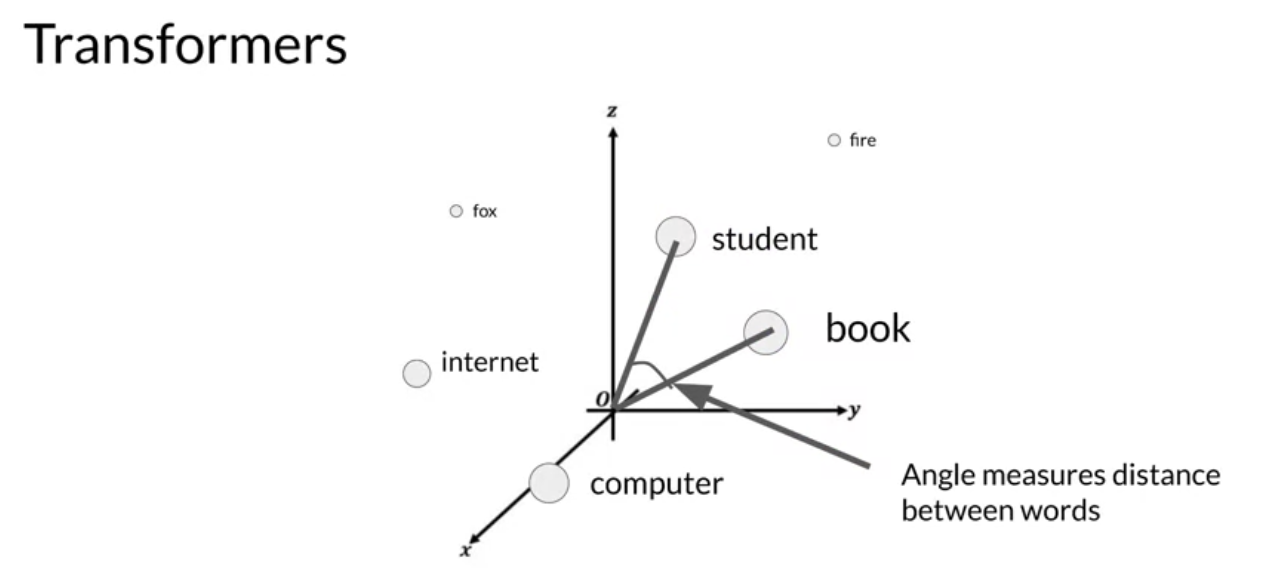 Transformers
z
fire
fox
student
book
internet
O
y
computer
Angle measures distance
between words
x